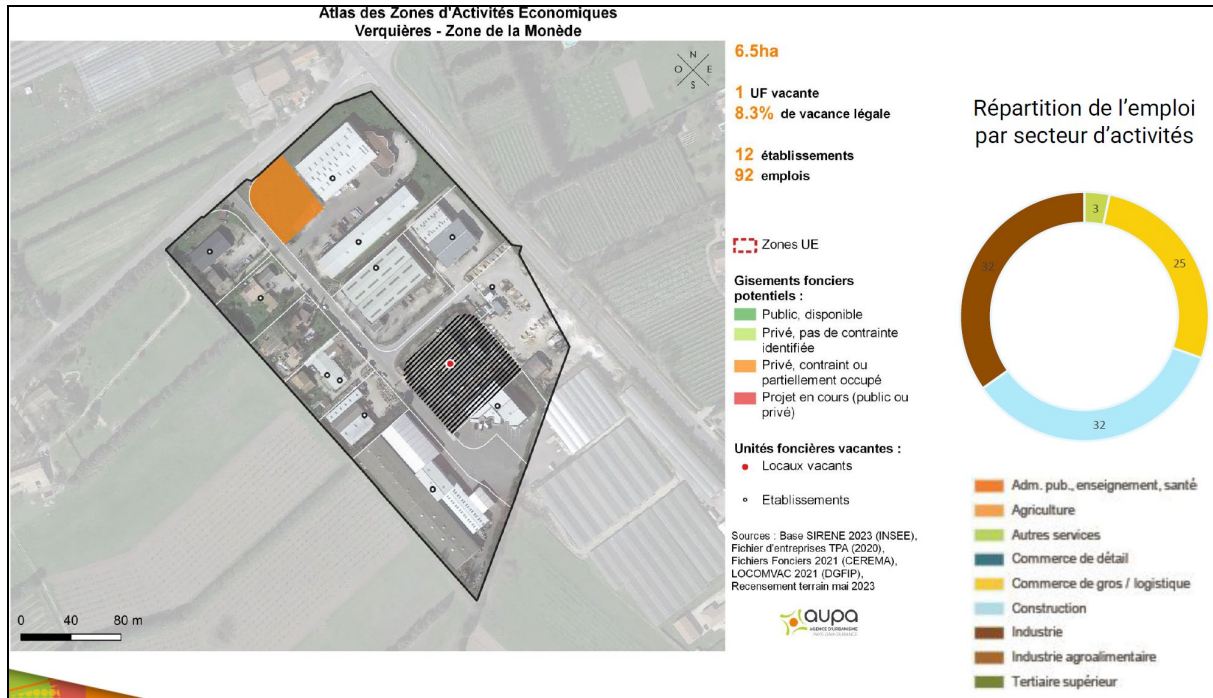 Atlas des Zones d'Activités Economiques
Verquières - Zone de la Monède
N
O
E
S
6.5ha
1 UF vacante
8.3% de vacance légale
12 établissements
92 emplois
Zones UE
Gisements fonciers
potentiels :
Public, disponible
Privé, pas de contrainte
identifiée
Privé, contraint ou
partiellement occupé
Projet en cours (public ou
privé)
Unités foncières vacantes :
Locaux vacants
Etablissements
Sources : Base SIRENE 2023 (INSEE),
Fichier d'entreprises TPA (2020),
Fichiers Fonciers 2021 (CEREMA),
LOCOMVAC 2021 (DGFIP),
Recensement terrain mai 2023
aupa
AGENCE D'URBANISME
0 40 80 m
Répartition de l'emploi
par secteur d'activités
3
25
32
32
Adm. pub., enseignement, santé
Agriculture
Autres services
Commerce de détail
Commerce de gros / logistique
Construction
Industrie
Industrie agroalimentaire
Tertiaire supérieur